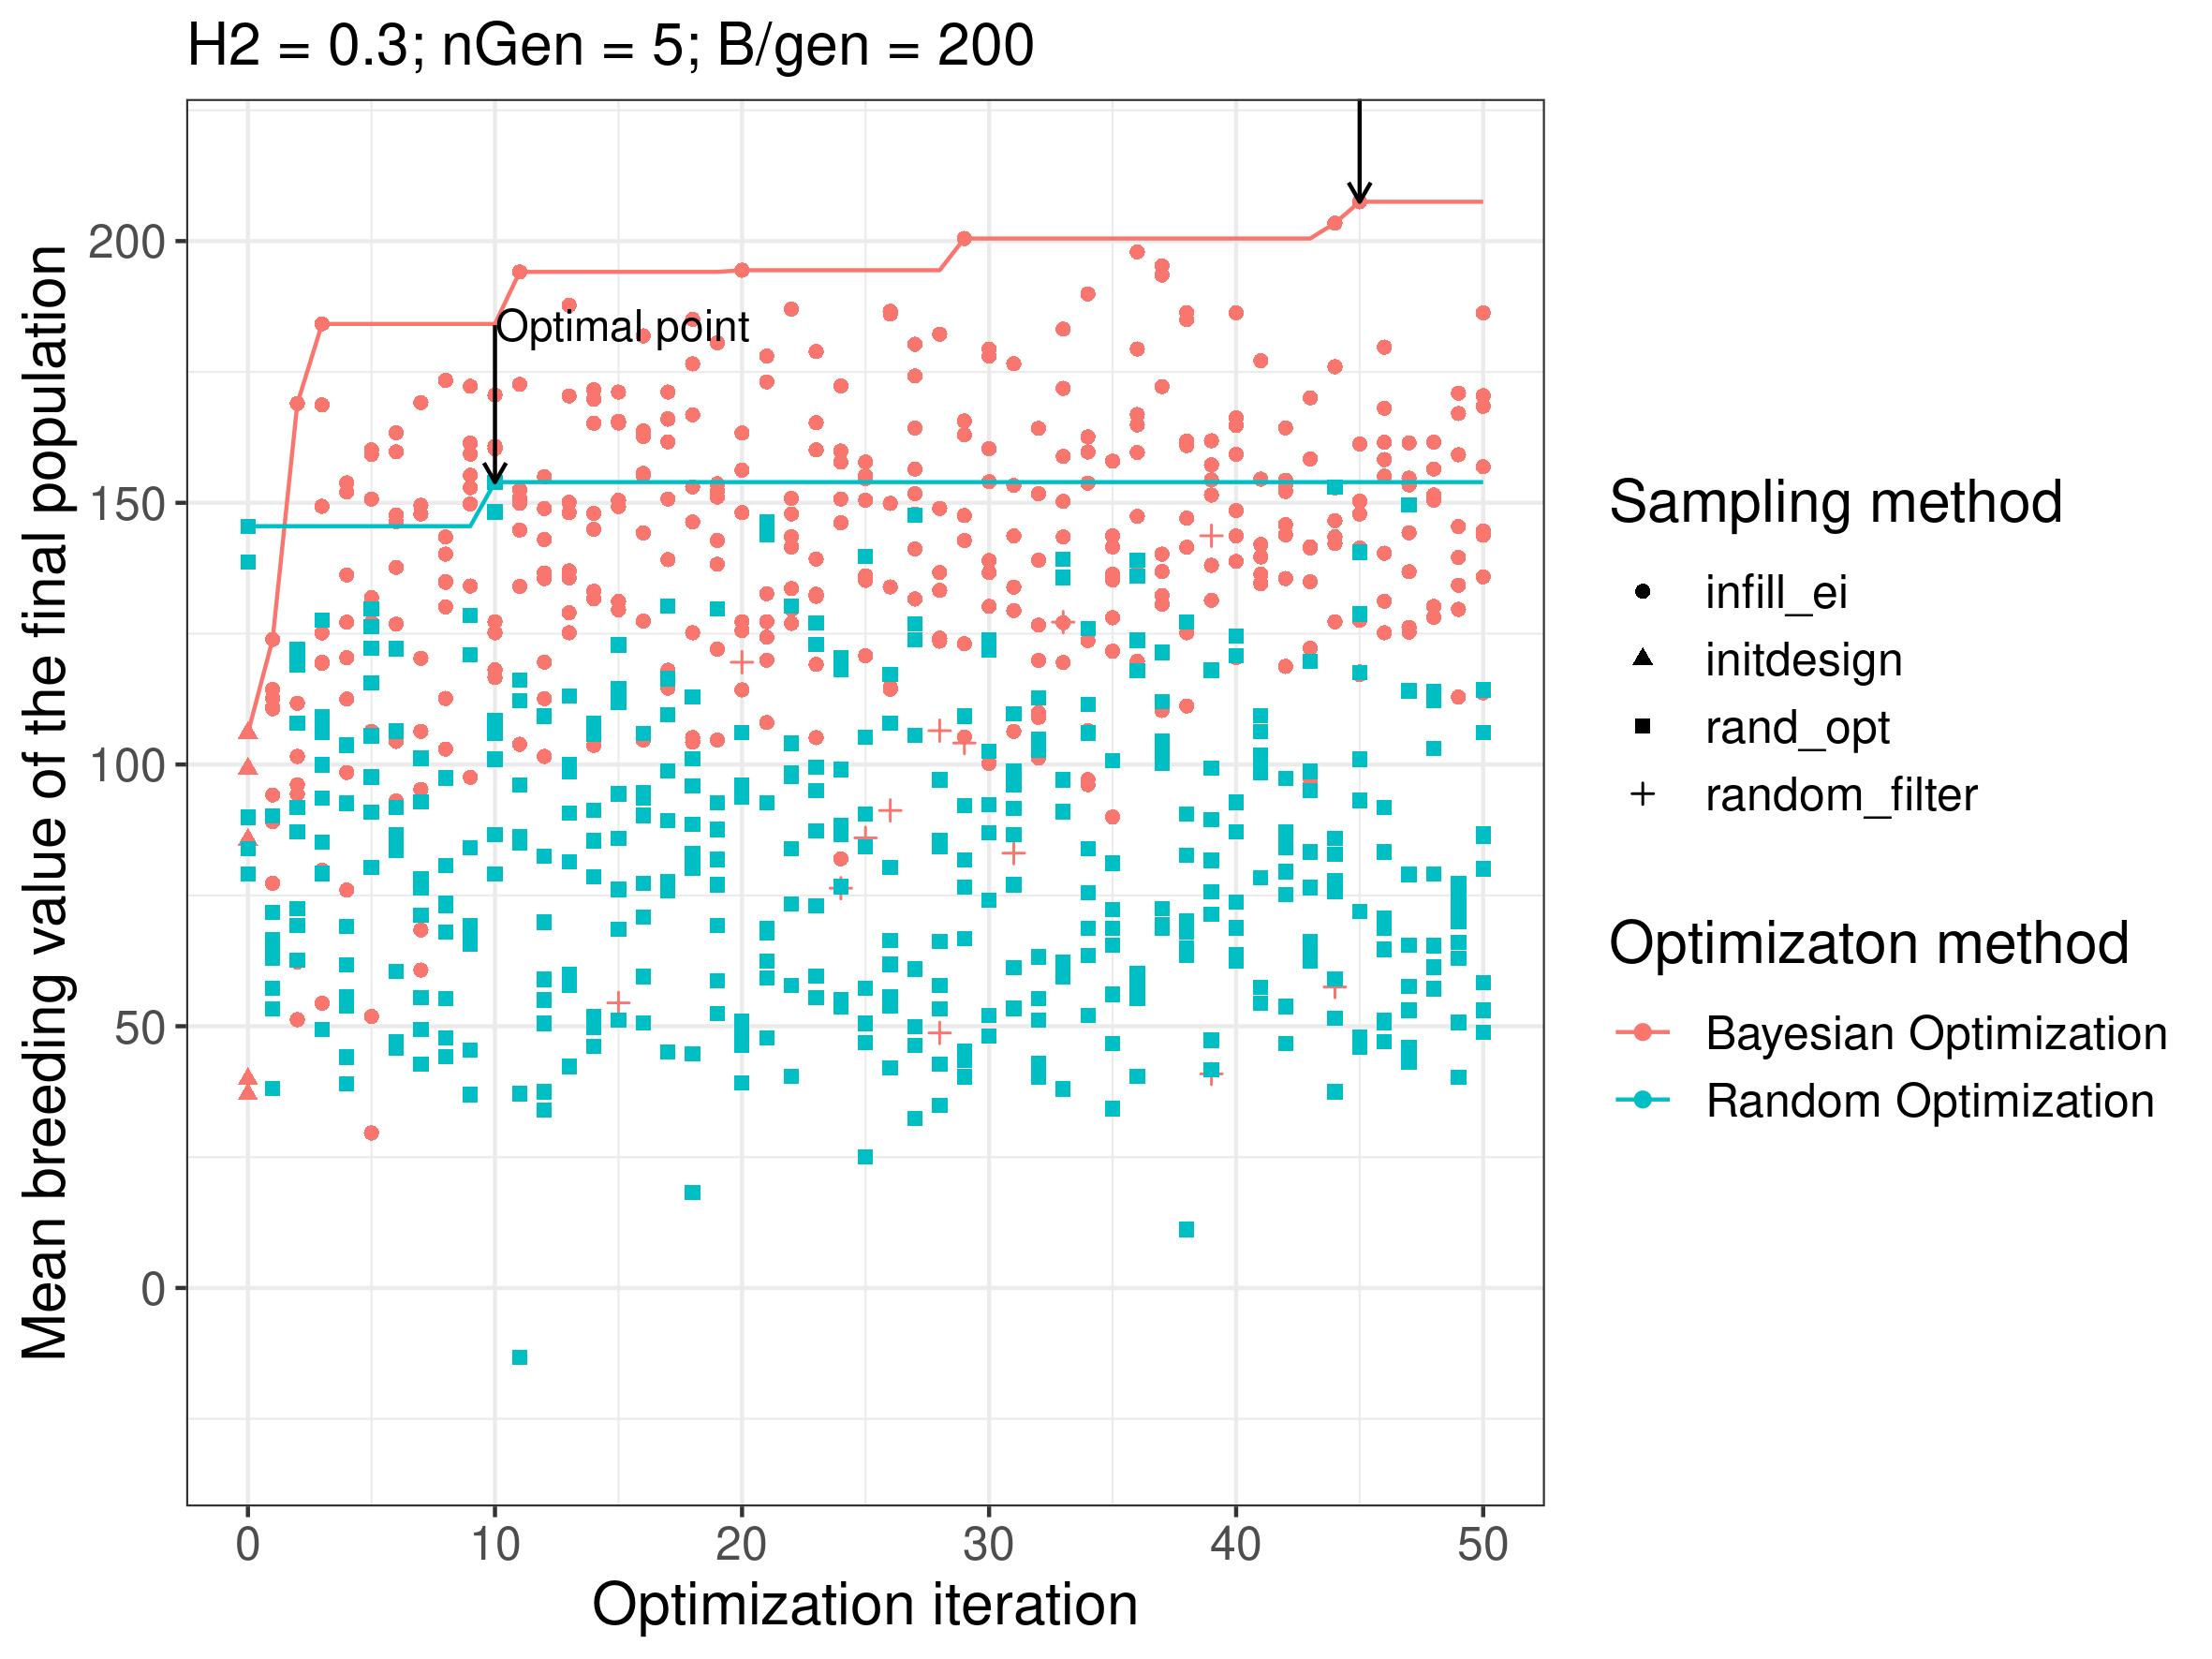 H2 = 0.3; nGen = 5; B/gen = 200
Mean breeding value of the final population
200
150
100
50
0
Optimal point
0 10 20 30 40 50
Optimization iteration
Sampling method
infill_ei
initdesign
rand_opt
random_filter
Optimizaton method
Bayesian Optimization
Random Optimization